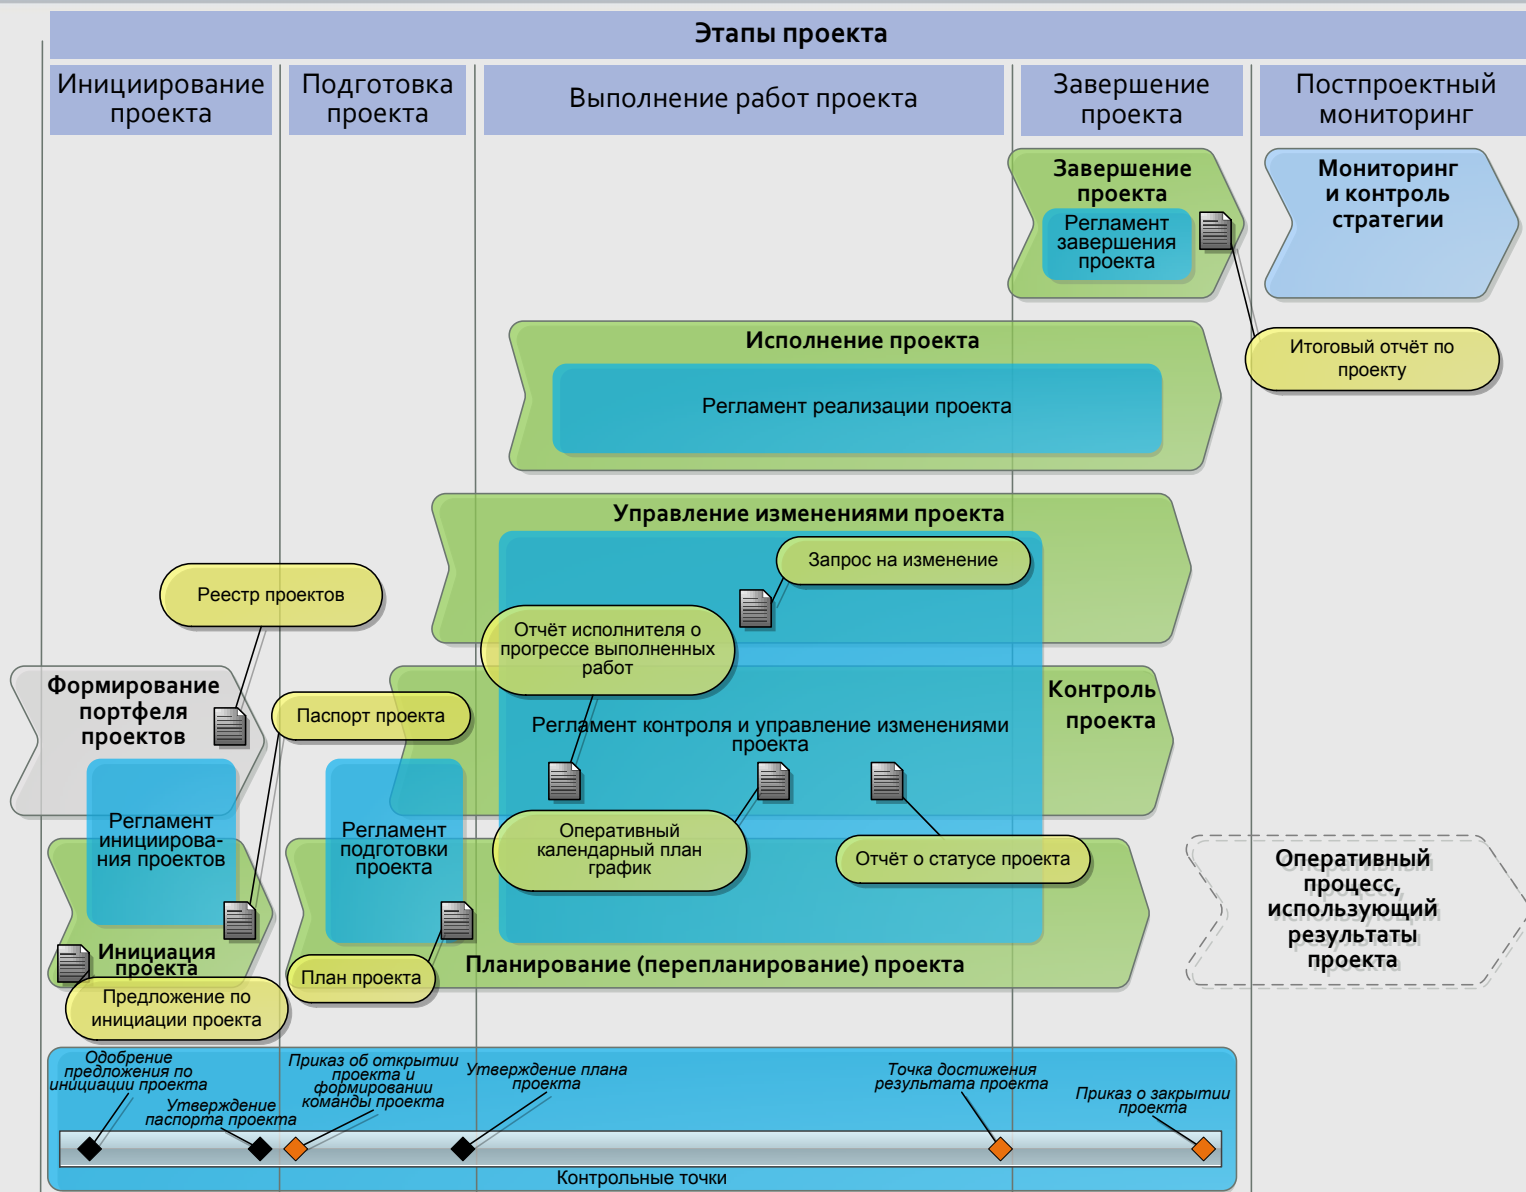 Этапы проекта
Инициирование
проекта
Подготовка
проекта
Выполнение работ проекта
Завершение
проекта
Постпроектный
мониторинг
Завершение
проекта
Регламент
завершения
проекта
Мониторинг
и контроль
стратегии
Итоговый отчёт по
проекту
Исполнение проекта
Регламент реализации проекта
Управление изменениями проекта
Запрос на изменение
Реестр проектов
Отчёт исполнителя о
прогрессе выполненных
работ
Формирование
портфеля
проектов
Паспорт проекта
Контроль
проекта
Регламент контроля и управление изменениями
проекта
Регламент
иницииирова-
ния проектов
Регламент
подготовки
проекта
Оперативный
календарный план
график
Отчёт о статусе проекта
Оперативный
процесс,
использующий
результаты
проекта
Инициация
проекта
План проекта
Планирование (перепланирование) проекта
Предложение по
инициации проекта
Одобрение
предложения по
инициации проекта
Утверждение
паспорта проекта
Приказ об открытии
проекта и
формировании
команды проекта
Утверждение плана
проекта
Точка достижения
результата проекта
Приказ о закрытии
проекта
Контрольные точки